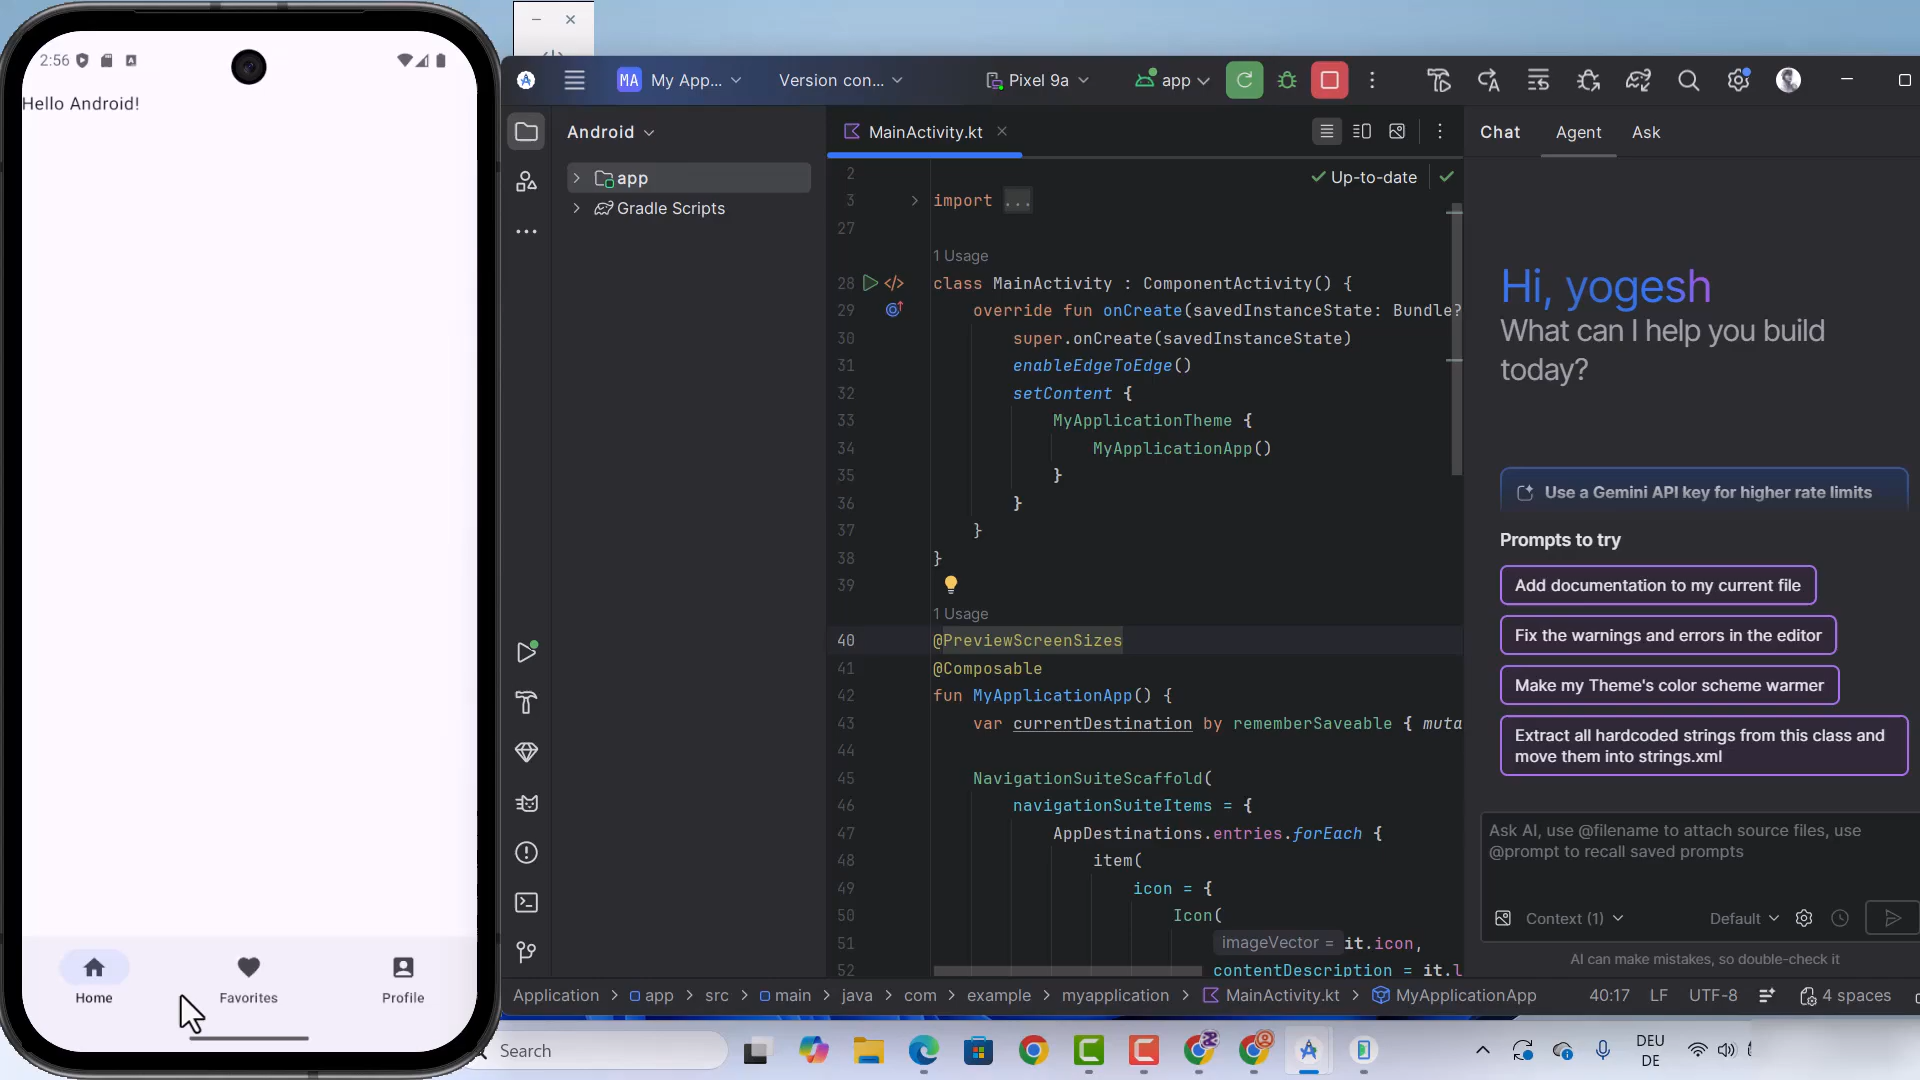 2:56
Hello Android!
Home
Favorites
Profile
MA My App...
Version con...
Pixel 9a
app
Android
app
Gradle Scripts
MainActivity.kt
Up-to-date
2
3 import ...
27
1 Usage
28 class MainActivity : ComponentActivity() {
29 override fun onCreate(savedInstanceState: Bundle?
30 super.onCreate(savedInstanceState)
31 enableEdgeToEdge()
32 setContent {
33 MyApplicationTheme {
34 MyApplicationApp()
35 }
36 }
37 }
38 }
39
1 Usage
40 @PreviewScreenSizes
41 @Composable
42 fun MyApplicationApp() {
43 var currentDestination by rememberSaveable { muta
44
45 NavigationSuiteScaffold(
46 navigationSuiteItems = {
47 AppDestinations.entries.forEach {
48 item(
49 icon = {
50 Icon(
51 imageVector = it.icon,
52 contentDescription = it.l
Chat Agent Ask
Hi, yogesh
What can I help you build
today?
Use a Gemini API key for higher rate limits
Prompts to try
Add documentation to my current file
Fix the warnings and errors in the editor
Make my Theme's color scheme warmer
Extract all hardcoded strings from this class and
move them into strings.xml
Ask AI, use @filename to attach source files, use
@prompt to recall saved prompts
Context (1) Default
AI can make mistakes, so double-check it
Application app src main java com example myapplication MainActivity.kt MyApplicationApp 40:17 LF UTF-8 4 spaces
Search
DEU
DE